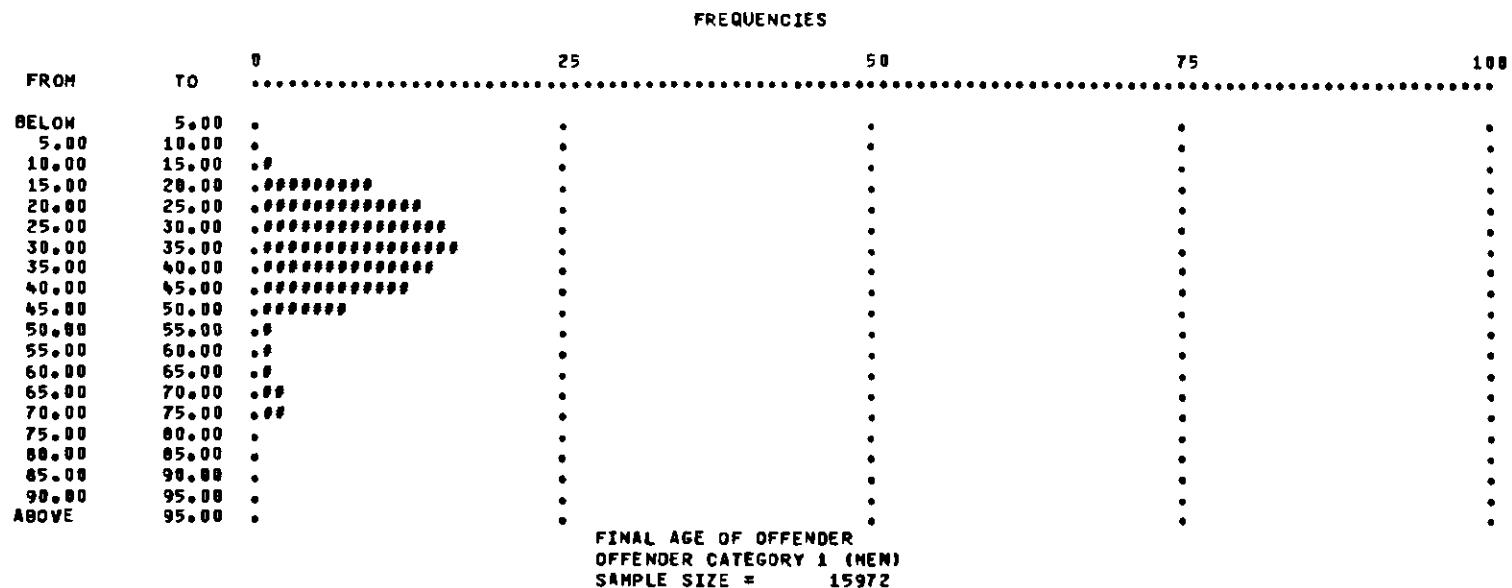 FREQUENCIES
0 25 50 75 100
FROM TO
BELOW 5.00
5.00 10.00
10.00 15.00 #
15.00 20.00 #########
20.00 25.00 #############
25.00 30.00 ###############
30.00 35.00 ################
35.00 40.00 ##############
40.00 45.00 ############
45.00 50.00 #######
50.00 55.00 #
55.00 60.00 #
60.00 65.00 #
65.00 70.00 ##
70.00 75.00 ##
75.00 80.00
80.00 85.00
85.00 90.00
90.00 95.00
ABOVE 95.00
FINAL AGE OF OFFENDER
OFFENDER CATEGORY 1 (MEN)
SAMPLE SIZE = 15972